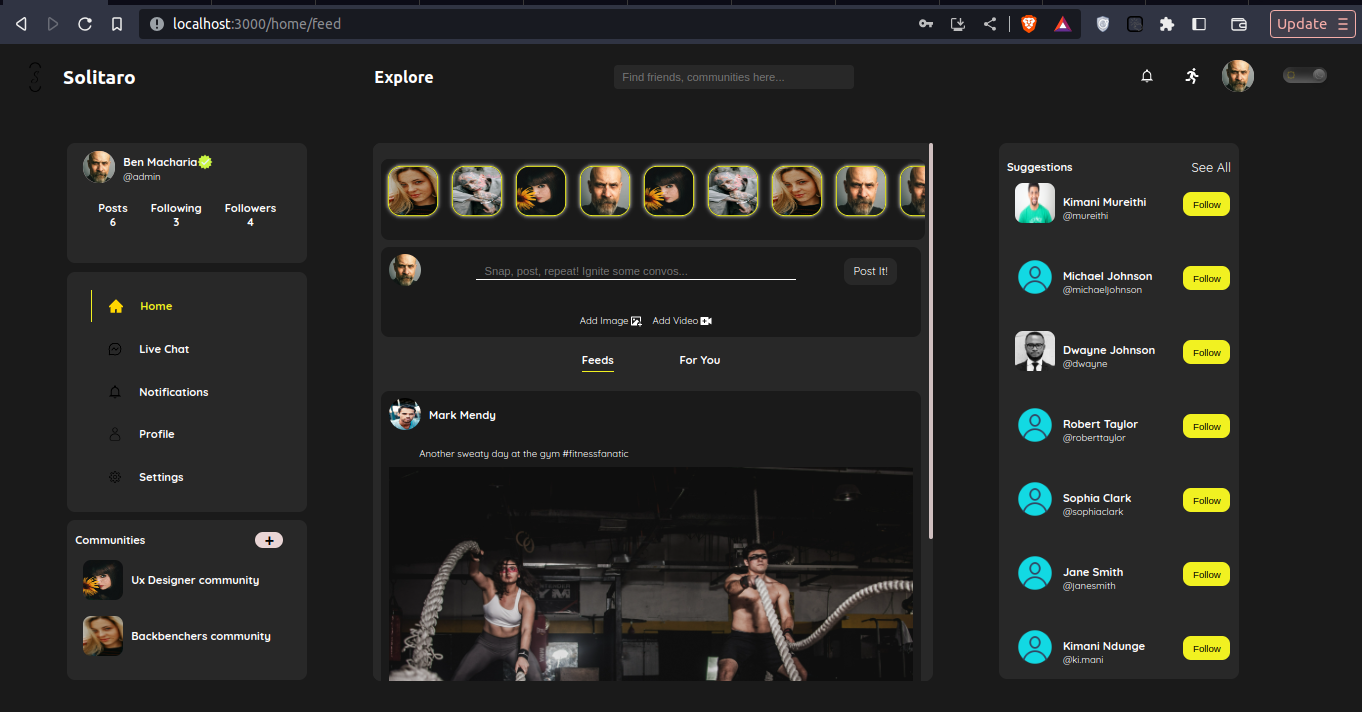 localhost:3000/home/feed
Update
Solitaro
Explore
Find friends, communities here...
Ben Macharia
@admin
Posts
6
Following
3
Followers
4
Home
Live Chat
Notifications
Profile
Settings
Communities
+
Ux Designer community
Backbenchers community
Snap, post, repeat! Ignite some convos...
Post It!
Add Image
Add Video
Feeds
For You
Mark Mendy
Another sweaty day at the gym #fitnessfanatic
Suggestions
See All
Kimani Mureithi
@mureithi
Follow
Michael Johnson
@michaeljohnson
Follow
Dwayne Johnson
@dwayne
Follow
Robert Taylor
@roberttaylor
Follow
Sophia Clark
@sophiaclark
Follow
Jane Smith
@janesmith
Follow
Kimani Ndunge
@ki.mani
Follow